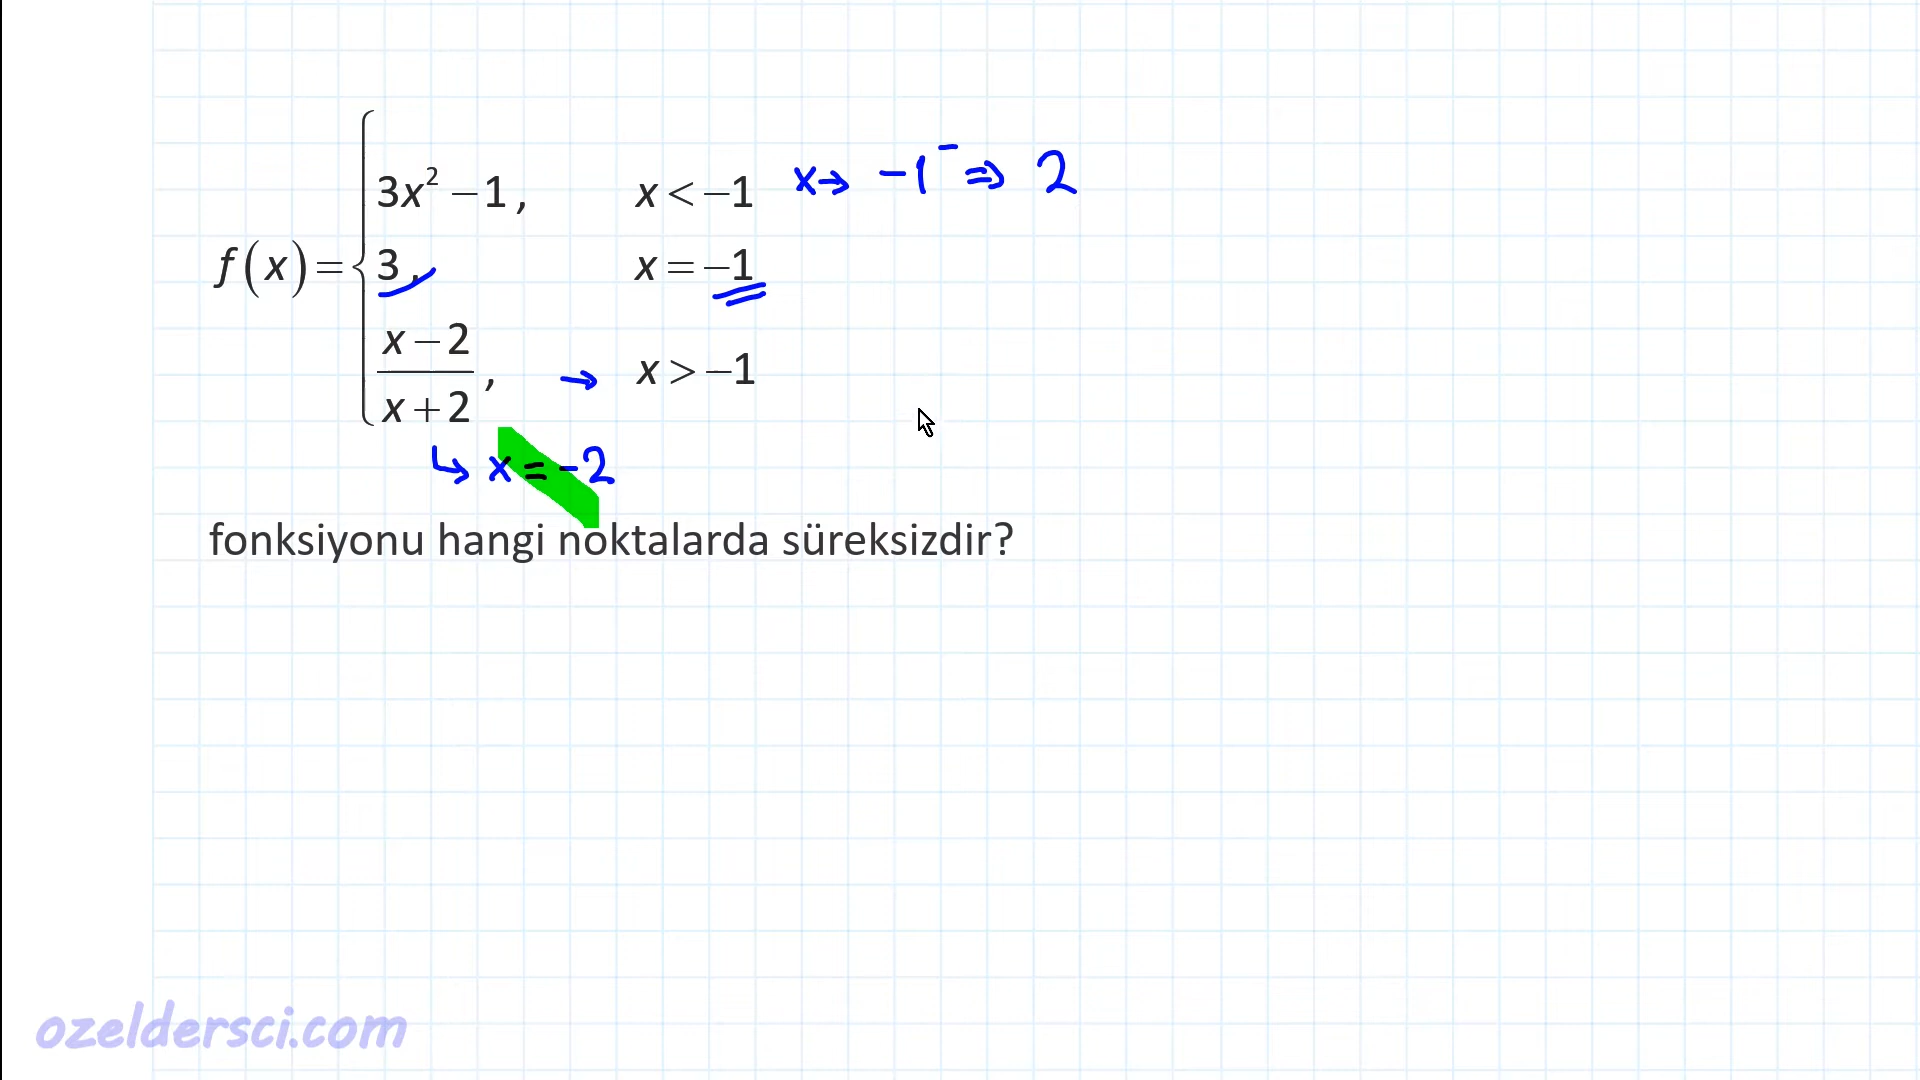 3x² − 1 , x < −1 x → −1⁻ ⇒ 2
f(x) = { 3 , x = −1
x − 2
, → x > −1
x + 2
↳ x = −2
fonksiyonu hangi noktalarda süreksizdir?
ozeldersci.com